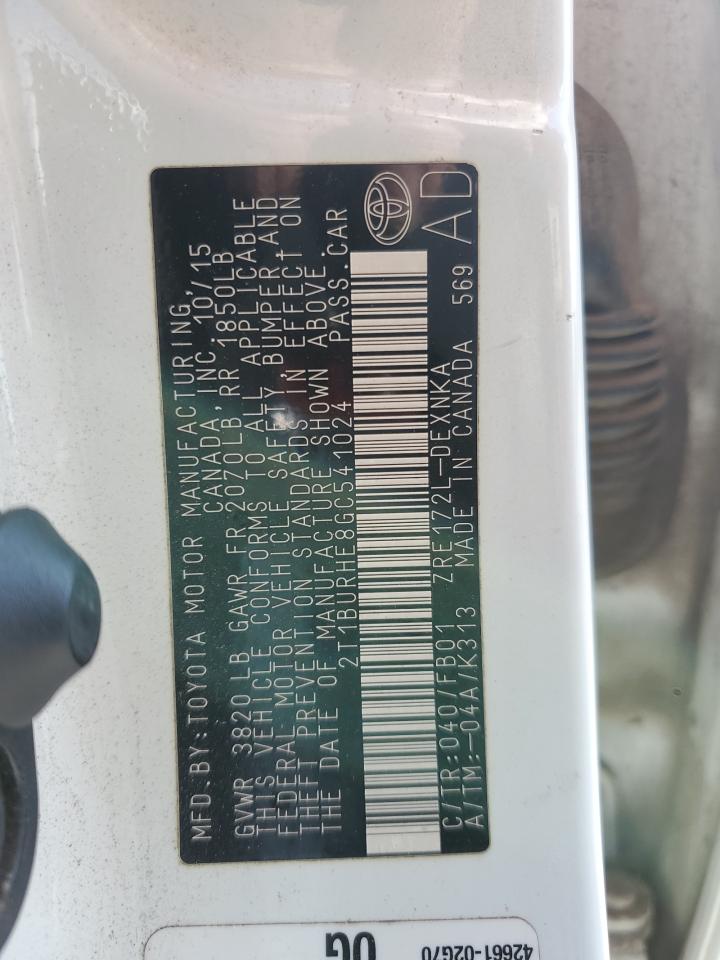 MFD.BY:TOYOTA MOTOR MANUFACTURING,
CANADA, INC. 10/15
GVWR 3820 LB GAWR FR 2070LB, RR 1850LB
THIS VEHICLE CONFORMS TO ALL APPLICABLE
FEDERAL MOTOR VEHICLE SAFETY, BUMPER, AND
THEFT PREVENTION STANDARDS IN EFFECT ON
THE DATE OF MANUFACTURE SHOWN ABOVE.
2T1BURHE8GC541024 PASS.CAR
C/TR:040/FB01 ZRE172L-DEXNKA
A/TM:-04A/K313 MADE IN CANADA 569
AD
0G
42661-02G70